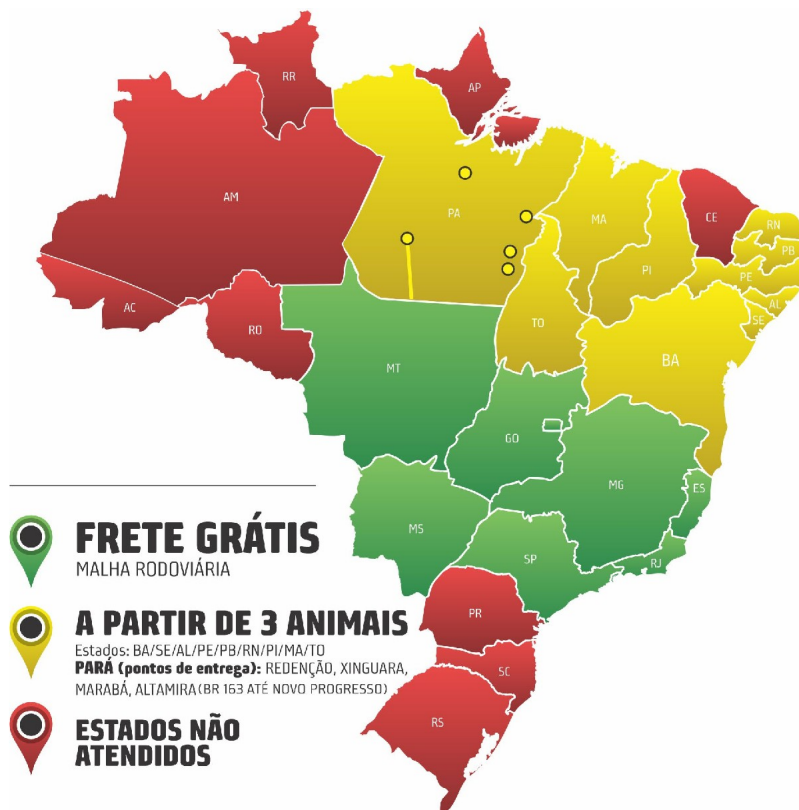 RR
AP
AM
PA
MA
CE
RN
PB
PI
PE
AC
AL
SE
TO
RO
BA
MT
GO
MG
ES
MS
SP
RJ
PR
SC
RS
FRETE GRÁTIS
MALHA RODOVIÁRIA
A PARTIR DE 3 ANIMAIS
Estados: BA/SE/AL/PE/PB/RN/PI/MA/TO
PARÁ (pontos de entrega): REDENÇÃO, XINGUARA,
MARABÁ, ALTAMIRA (BR 163 ATÉ NOVO PROGRESSO)
ESTADOS NÃO
ATENDIDOS